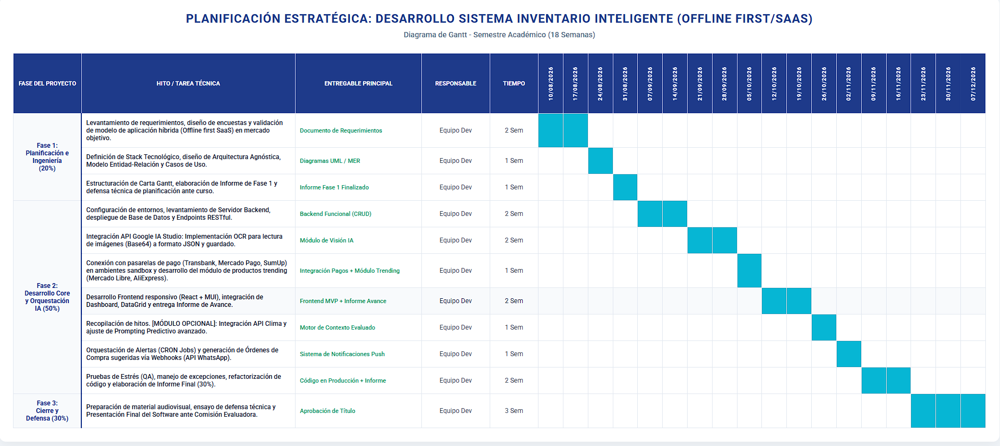 PLANIFICACIÓN ESTRATÉGICA: DESARROLLO SISTEMA INVENTARIO INTELIGENTE (OFFLINE FIRST/SAAS)
Diagrama de Gantt - Semestre Académico (18 Semanas)
FASE DEL PROYECTO
HITO / TAREA TÉCNICA
ENTREGABLE PRINCIPAL
RESPONSABLE
TIEMPO
10/08/2026
17/08/2026
24/08/2026
31/08/2026
07/09/2026
14/09/2026
21/09/2026
28/09/2026
05/10/2026
12/10/2026
19/10/2026
26/10/2026
02/11/2026
09/11/2026
16/11/2026
23/11/2026
30/11/2026
07/12/2026
Fase 1:
Planificación e
Ingeniería
(20%)
Levantamiento de requerimientos, diseño de encuestas y validación
de modelo de aplicación híbrida (Offline first SaaS) en mercado
objetivo.
Documento de Requerimientos
Equipo Dev
2 Sem
Definición de Stack Tecnológico, diseño de Arquitectura Agnóstica,
Modelo Entidad-Relación y Casos de Uso.
Diagramas UML / MER
Equipo Dev
1 Sem
Estructuración de Carta Gantt, elaboración de Informe de Fase 1 y
defensa técnica de planificación ante curso.
Informe Fase 1 Finalizado
Equipo Dev
1 Sem
Fase 2:
Desarrollo Core
y Orquestación
IA (50%)
Configuración de entornos, levantamiento de Servidor Backend,
despliegue de Base de Datos y Endpoints RESTful.
Backend Funcional (CRUD)
Equipo Dev
2 Sem
Integración API Google IA Studio: Implementación OCR para lectura
de imágenes (Base64) a formato JSON y guardado.
Módulo de Visión IA
Equipo Dev
2 Sem
Conexión con pasarelas de pago (Transbank, Mercado Pago, SumUp)
en ambientes sandbox y desarrollo del módulo de productos trending
(Mercado Libre, AliExpress).
Integración Pagos + Módulo Trending
Equipo Dev
1 Sem
Desarrollo Frontend responsivo (React + MUI), integración de
Dashboard, DataGrid y entrega Informe de Avance.
Frontend MVP + Informe Avance
Equipo Dev
2 Sem
Recopilación de hitos. [MÓDULO OPCIONAL]: Integración API Clima y
ajuste de Prompting Predictivo avanzado.
Motor de Contexto Evaluado
Equipo Dev
1 Sem
Orquestación de Alertas (CRON Jobs) y generación de Órdenes de
Compra sugeridas vía Webhooks (API WhatsApp).
Sistema de Notificaciones Push
Equipo Dev
1 Sem
Pruebas de Estrés (QA), manejo de excepciones, refactorización de
código y elaboración de Informe Final (30%).
Código en Producción + Informe
Equipo Dev
2 Sem
Fase 3:
Cierre y
Defensa (30%)
Preparación de material audiovisual, ensayo de defensa técnica y
Presentación Final del Software ante Comisión Evaluadora.
Aprobación de Título
Equipo Dev
3 Sem